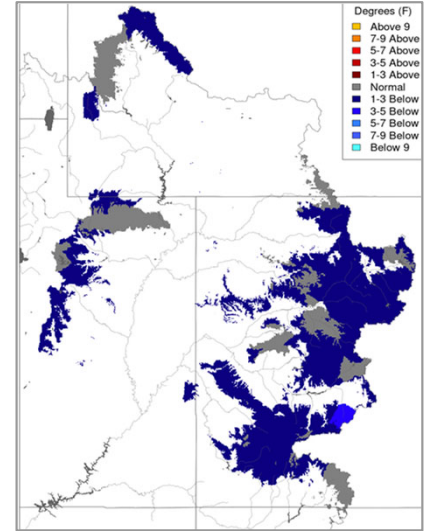 Degrees (F)
Above 9
7-9 Above
5-7 Above
3-5 Above
1-3 Above
Normal
1-3 Below
3-5 Below
5-7 Below
7-9 Below
Below 9